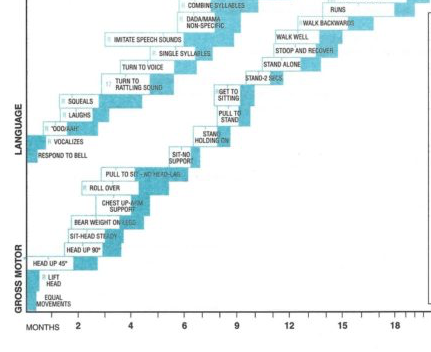 COMBINE SYLLABLES
RUNS
R DADA/MAMA
NON-SPECIFIC
WALK BACKWARDS
R IMITATE SPEECH SOUNDS
WALK WELL
R SINGLE SYLLABLES
STOOP AND RECOVER
TURN TO VOICE
STAND ALONE
TURN TO
RATTLING SOUND
STAND-2 SECS.
GET TO
SITTING
R SQUEALS
PULL TO
STAND
R LAUGHS
R "OOO/AAH"
STAND
HOLDING ON
R VOCALIZES
RESPOND TO BELL
SIT-NO
SUPPORT
PULL TO SIT - NO HEAD-LAG
R ROLL OVER
CHEST UP-ARM
SUPPORT
BEAR WEIGHT ON LEGS
SIT-HEAD STEADY
HEAD UP 90°
HEAD UP 45°
R LIFT
HEAD
EQUAL
MOVEMENTS
LANGUAGE
GROSS MOTOR
MONTHS 2 4 6 9 12 15 18